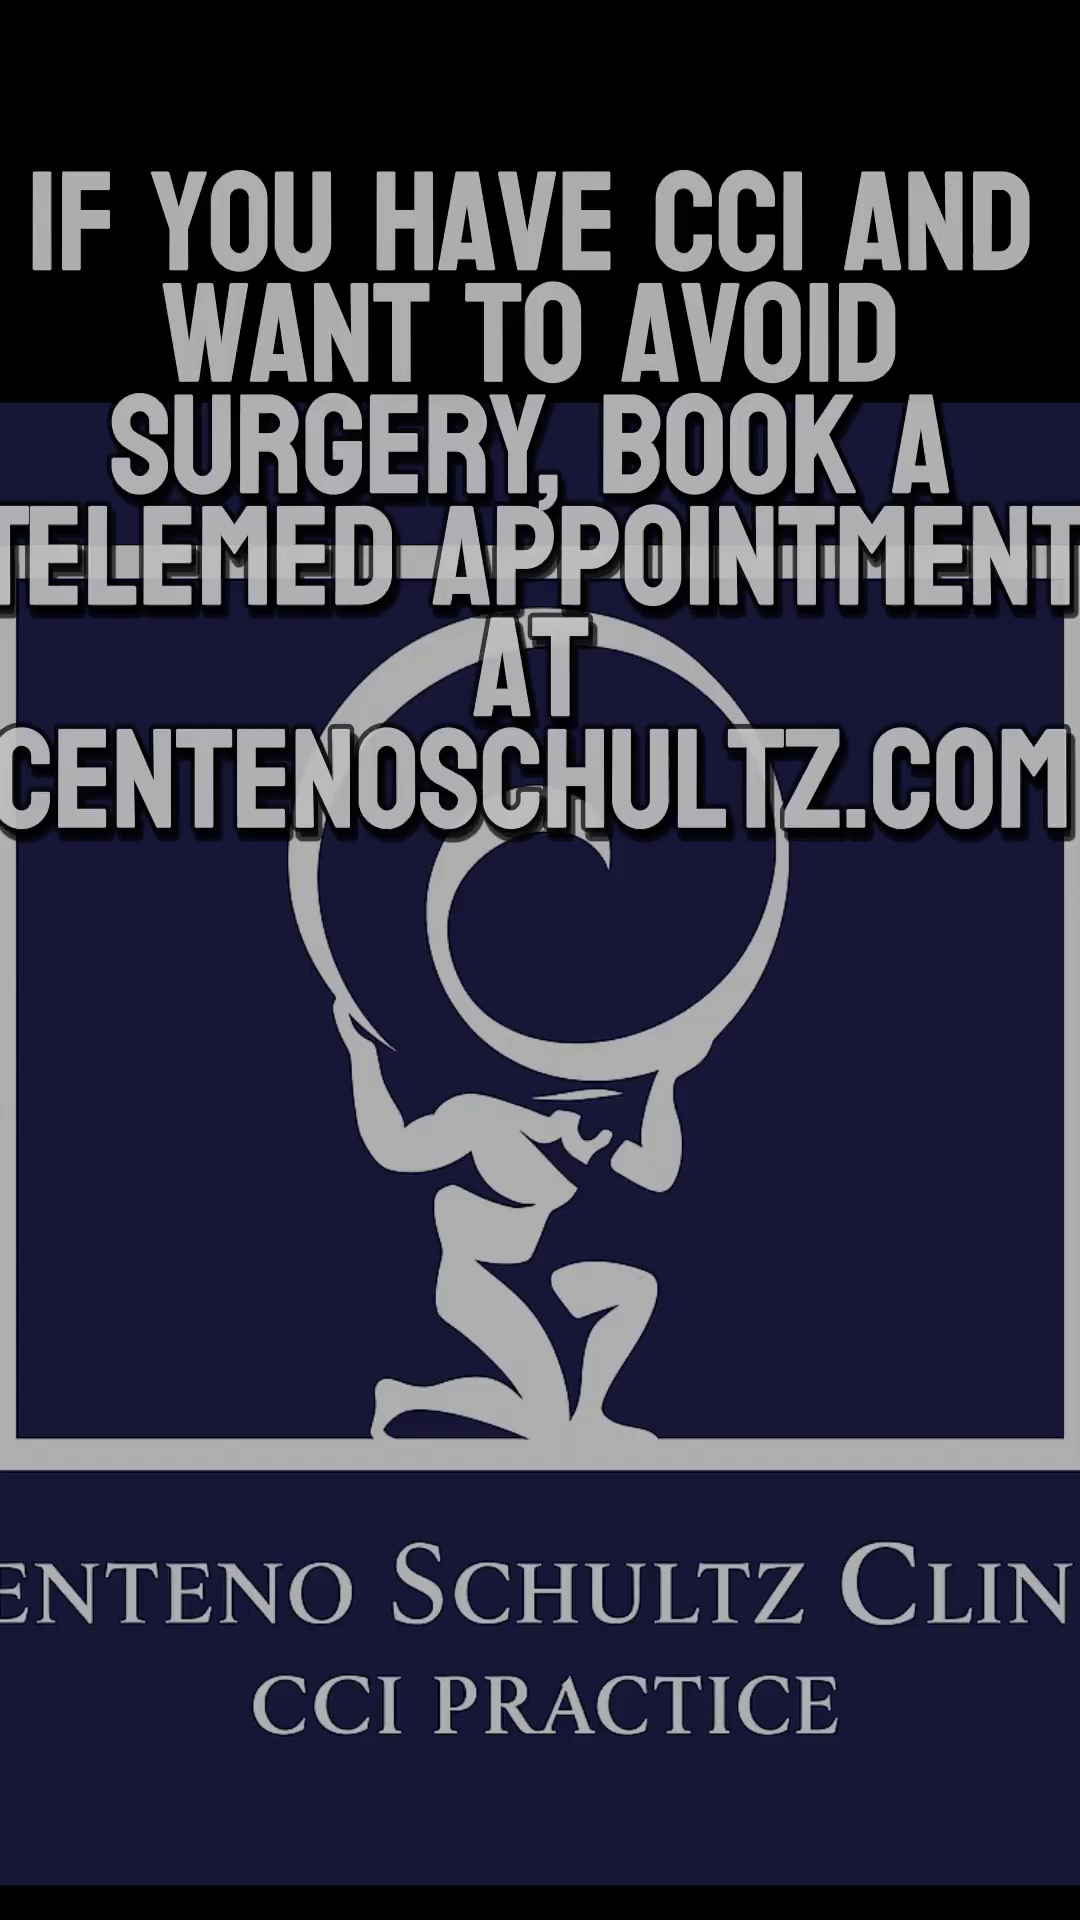 IF YOU HAVE CCI AND
WANT TO AVOID
SURGERY, BOOK A
TELEMED APPOINTMENT
AT
CENTENOSCHULTZ.COM
ENTENO SCHULTZ CLIN
CCI PRACTICE